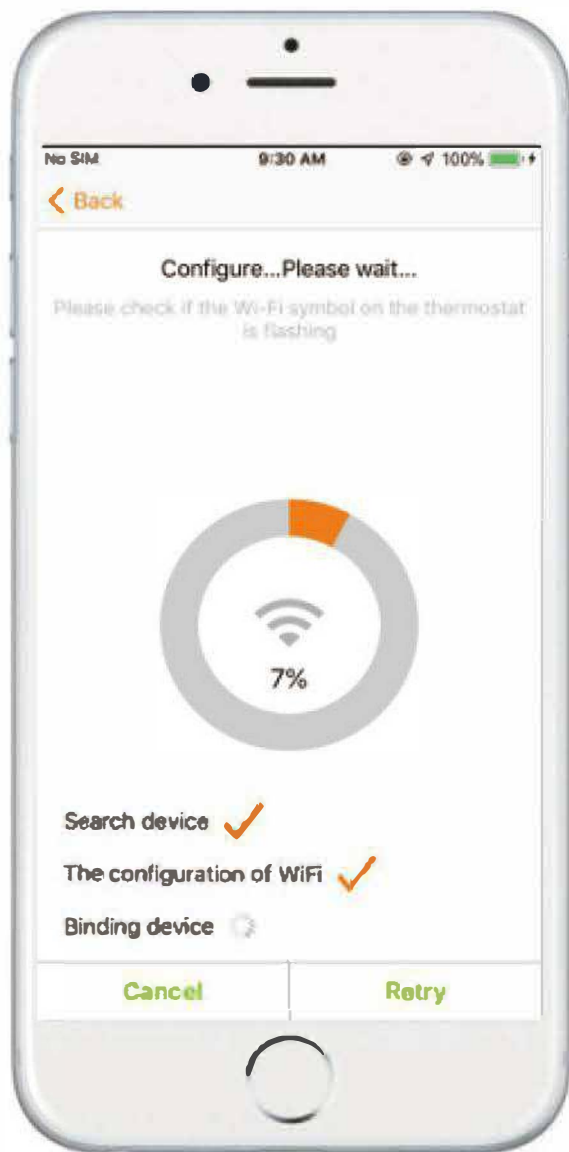 No SIM 9:30 AM 100%
Back
Configure...Please wait...
Please check if the Wi-Fi symbol on the thermostat
is flashing
7%
Search device
The configuration of WiFi
Binding device
Cancel Retry